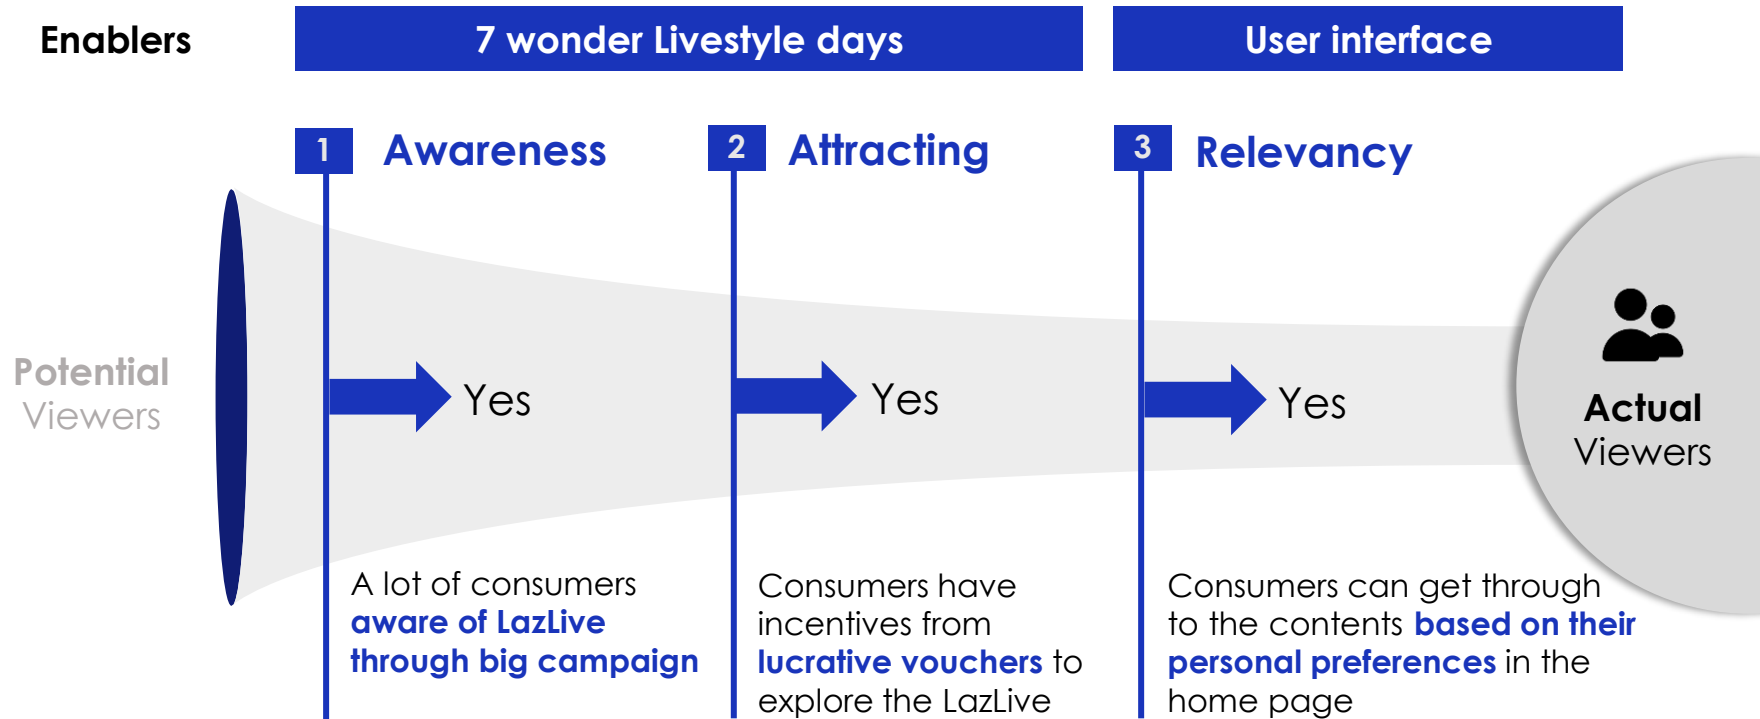 Enablers
7 wonder Livestyle days
User interface
1
Awareness
2
Attracting
3
Relevancy
Potential
Viewers
Yes
Yes
Yes
Actual
Viewers
A lot of consumers
aware of LazLive
through big campaign
Consumers have
incentives from
lucrative vouchers to
explore the LazLive
Consumers can get through
to the contents based on their
personal preferences in the
home page